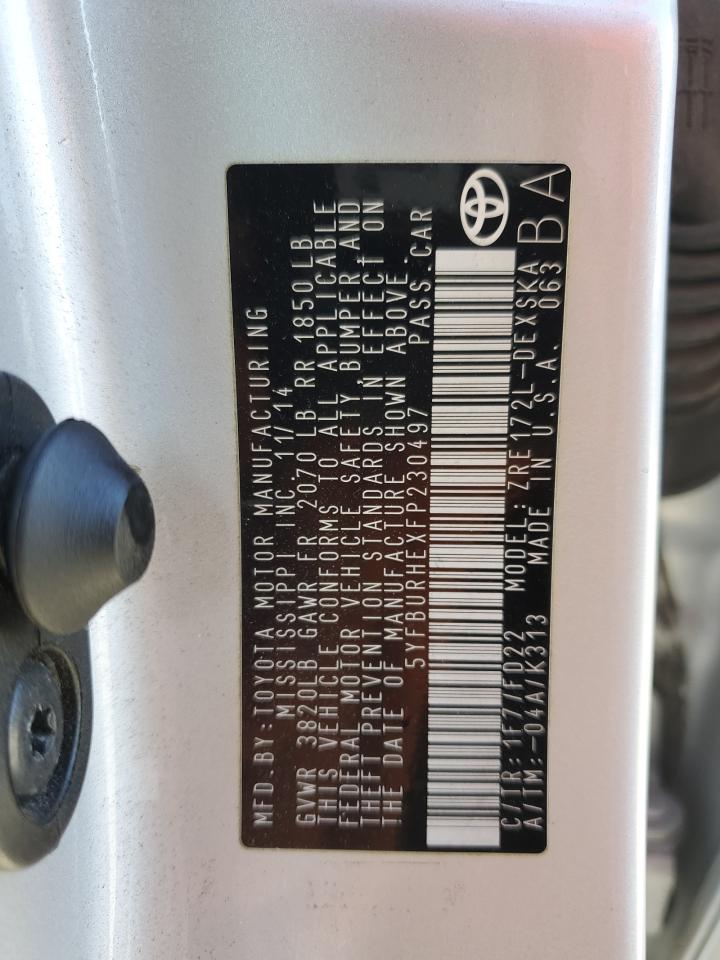 MFD.BY:TOYOTA MOTOR MANUFACTURING
MISSISSIPPI INC. 11/14
GVWR 3820LB GAWR FR 2070 LB RR 1850LB
THIS VEHICLE CONFORMS TO ALL APPLICABLE
FEDERAL MOTOR VEHICLE SAFETY, BUMPER AND
THEFT PREVENTION STANDARDS IN EFFECT ON
THE DATE OF MANUFACTURE SHOWN ABOVE.
5YFBURHEXFP230497 PASS.CAR
C/TR:1F7/FD22 MODEL:ZRE172L-DEXSKA
A/TM:-04A/K313 MADE IN U.S.A. 063 BA